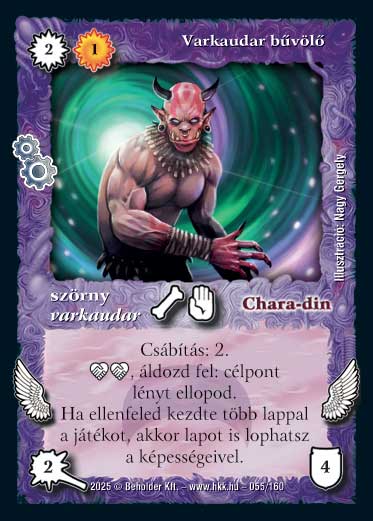 2 1 Varkaudar bűvölő
Illusztráció: Nagy Gergely
szörny
varkaudar
Chara-din
Csábítás: 2.
, áldozd fel: célpont
lényt ellopod.
Ha ellenfeled kezdte több lappal
a játékot, akkor lapot is lophatsz
a képességeivel.
2
4
2025 © Beholder Kft. – www.hkk.hu – 055/160